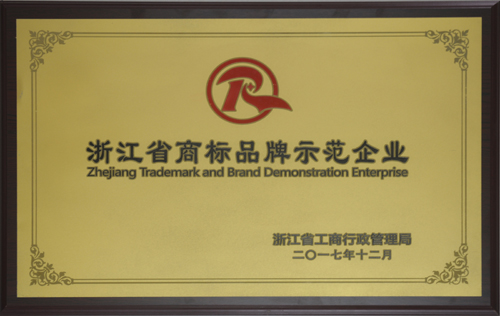 浙江省商标品牌示范企业
Zhejiang Trademark and Brand Demonstration Enterprise
浙江省工商行政管理局
二〇一七年十二月